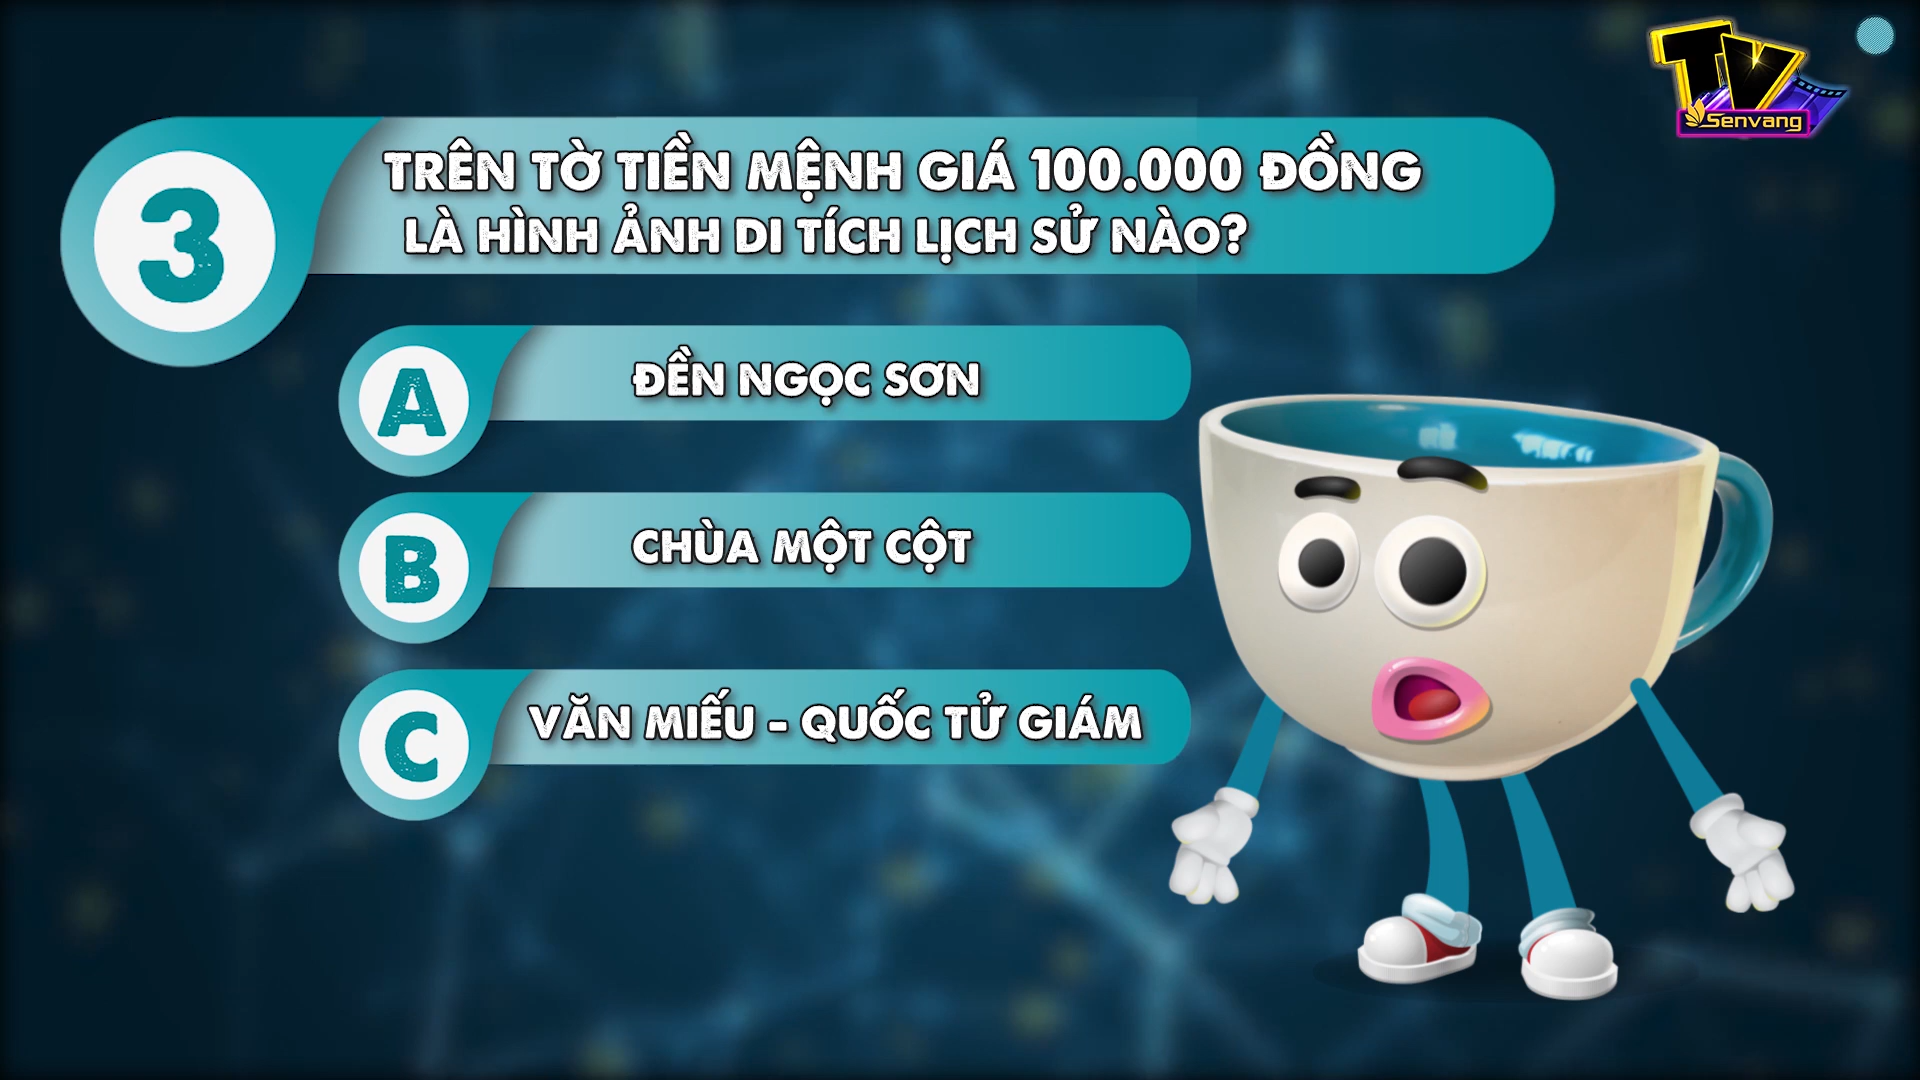 TV
Senvang
3
TRÊN TỜ TIỀN MỆNH GIÁ 100.000 ĐỒNG
LÀ HÌNH ẢNH DI TÍCH LỊCH SỬ NÀO?
A
ĐỀN NGỌC SƠN
B
CHÙA MỘT CỘT
C
VĂN MIẾU - QUỐC TỬ GIÁM